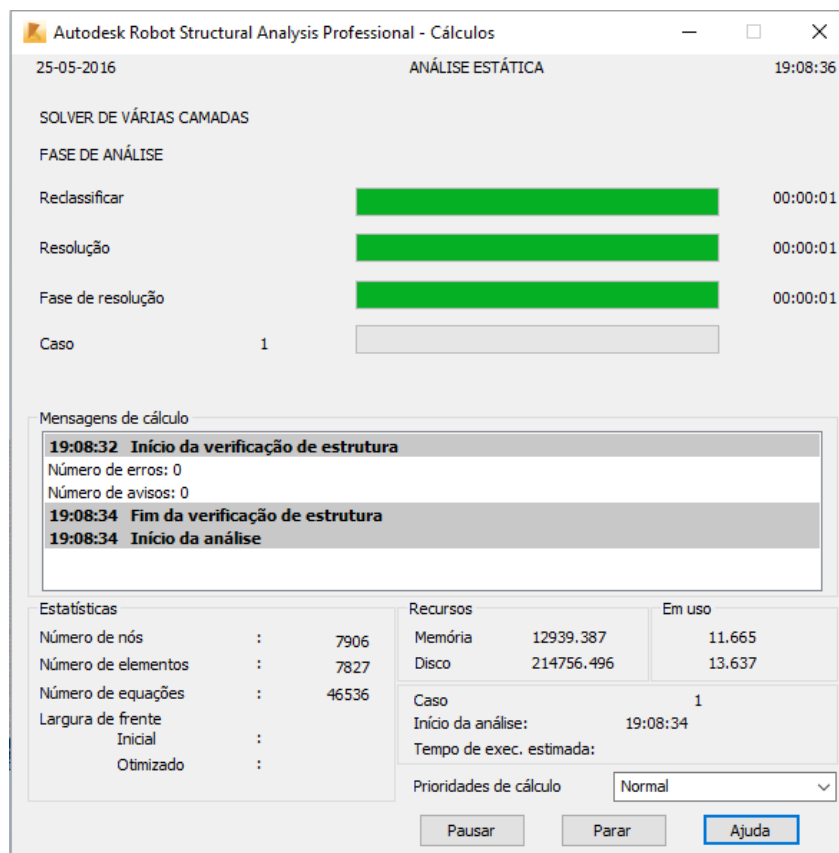 Autodesk Robot Structural Analysis Professional - Cálculos
25-05-2016 ANÁLISE ESTÁTICA 19:08:36
SOLVER DE VÁRIAS CAMADAS
FASE DE ANÁLISE
Reclassificar 00:00:01
Resolução 00:00:01
Fase de resolução 00:00:01
Caso 1
Mensagens de cálculo
19:08:32 Início da verificação de estrutura
Número de erros: 0
Número de avisos: 0
19:08:34 Fim da verificação de estrutura
19:08:34 Início da análise
Estatísticas
Número de nós : 7906
Número de elementos : 7827
Número de equações : 46536
Largura de frente
Inicial :
Otimizado :
Recursos Em uso
Memória 12939.387 11.665
Disco 214756.496 13.637
Caso 1
Início da análise: 19:08:34
Tempo de exec. estimada:
Prioridades de cálculo Normal
Pausar Parar Ajuda